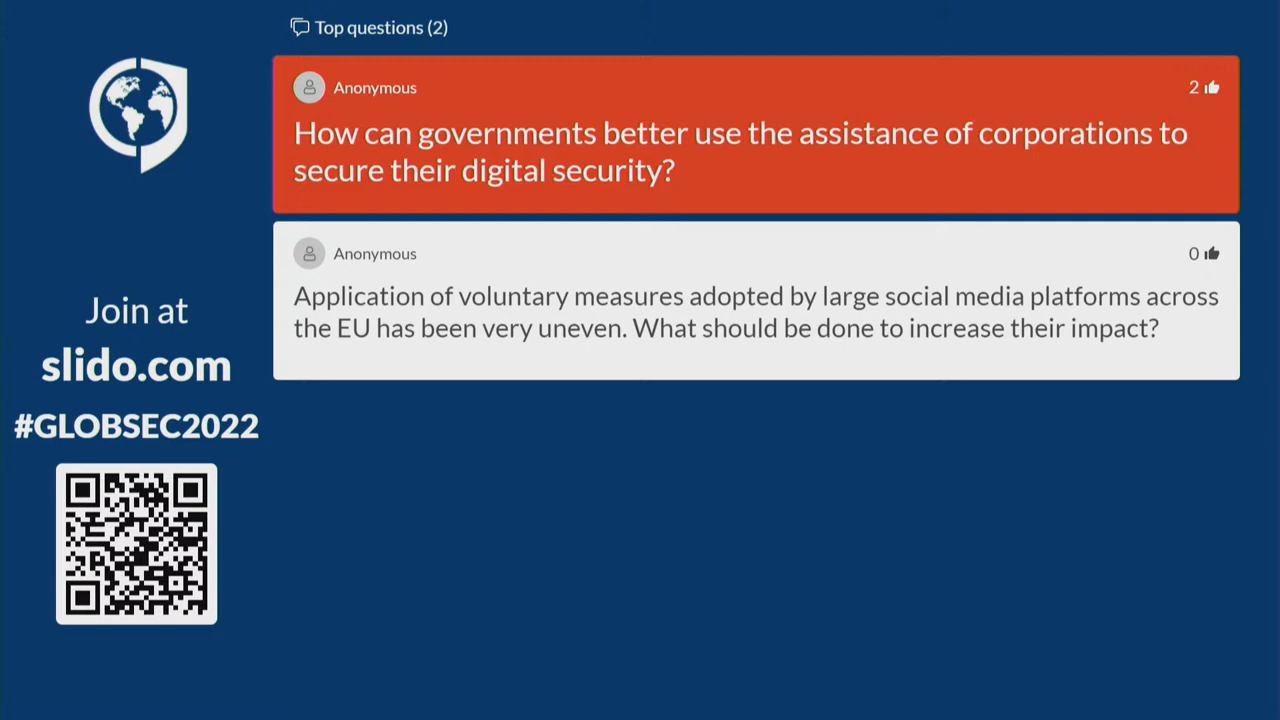 Top questions (2)
Anonymous
2
How can governments better use the assistance of corporations to
secure their digital security?
Anonymous
0
Application of voluntary measures adopted by large social media platforms across
the EU has been very uneven. What should be done to increase their impact?
Join at
slido.com
#GLOBSEC2022